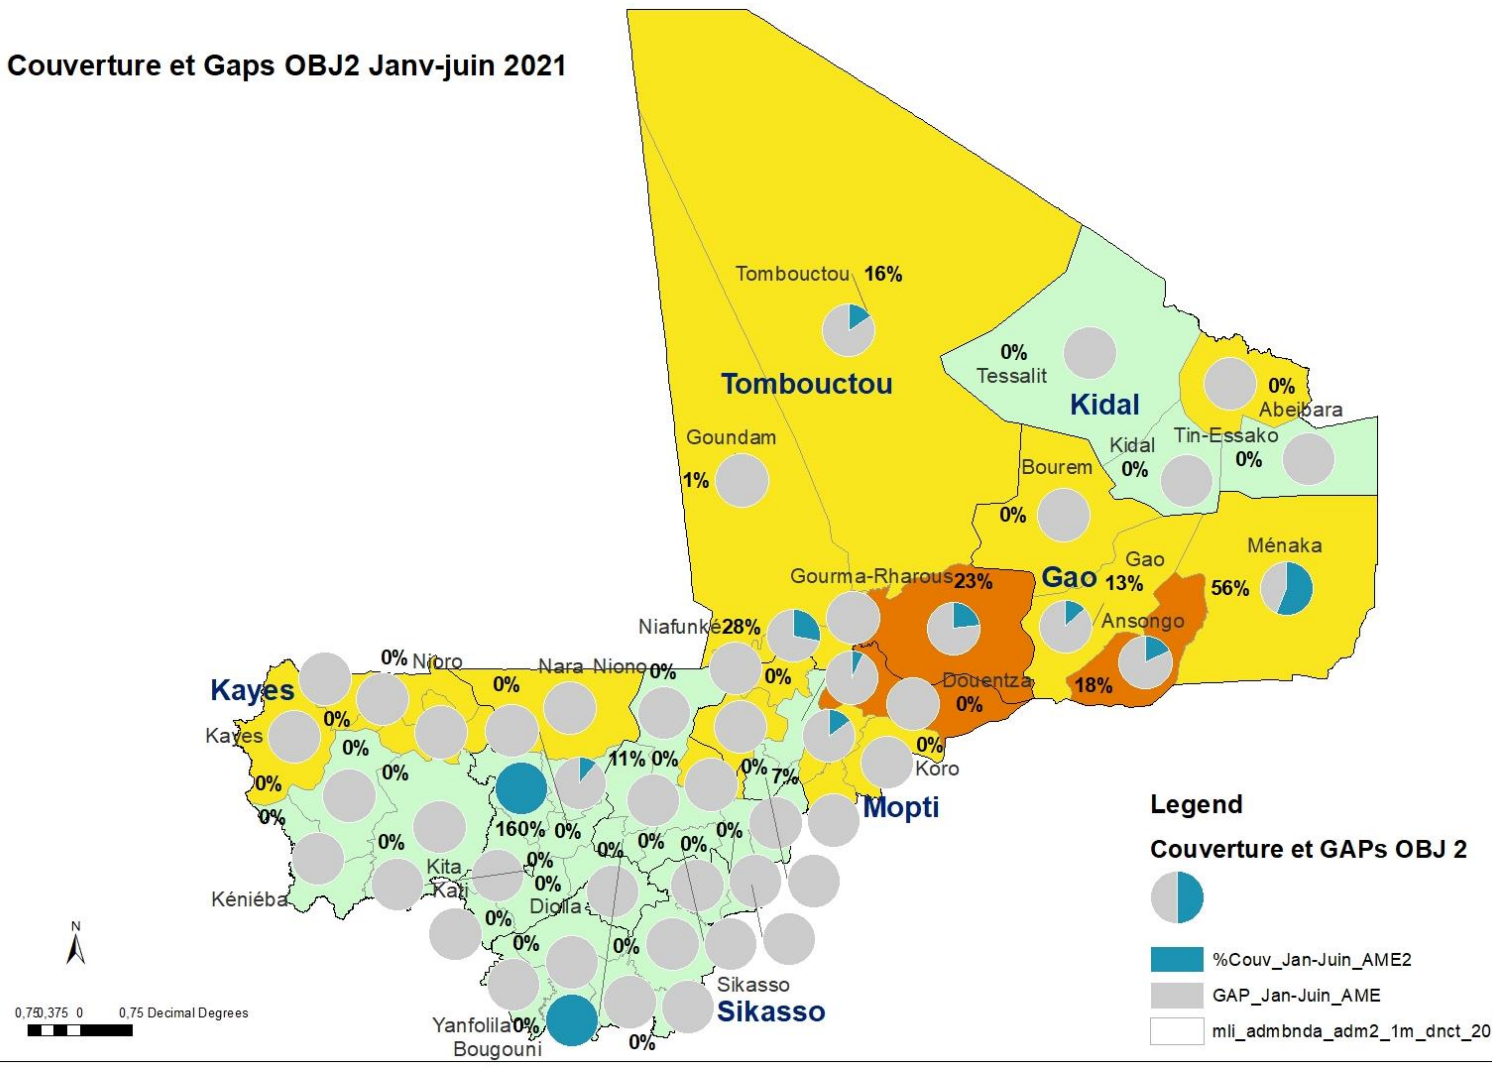 Couverture et Gaps OBJ2 Janv-juin 2021
Tombouctou 16%
0%
Tessalit
Tombouctou
Kidal
0%
Abeibara
Goundam
Kidal
Tin-Essako
1%
0%
0%
Bourem
0%
Gao
Ménaka
Gourma-Rharous 23%
Gao
13%
56%
Niafunké 28%
Ansongo
0% Nioro
Nara Niono 0%
0%
Douentza
0%
18%
Kayes
0%
0%
Kayes
0%
0%
11% 0%
0%
7%
0%
Koro
0%
0%
Mopti
160% 0%
0%
0%
0%
0%
0%
Kita
0%
Kati
0%
Kéniéba
Diolla
0%
0%
0%
Sikasso
Sikasso
Yanfolila 0%
Bougouni
0%
N
0,75 0,375 0 0,75 Decimal Degrees
Legend
Couverture et GAPs OBJ 2
%Couv_Jan-Juin_AME2
GAP_Jan-Juin_AME
mli_admbnda_adm2_1m_dnct_20